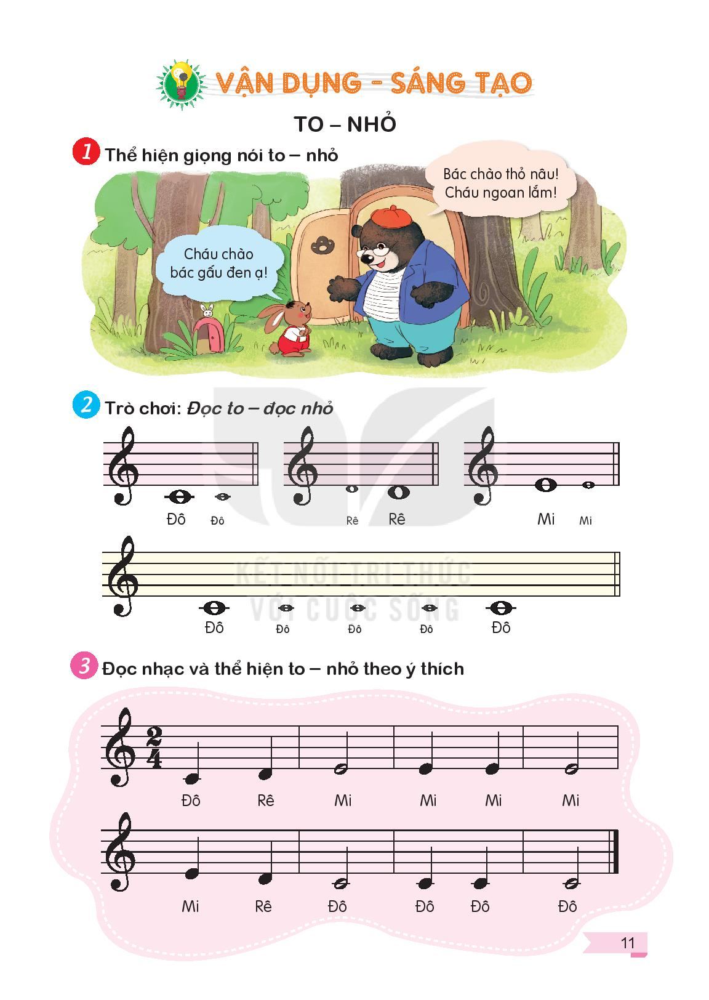 VẬN DỤNG - SÁNG TẠO
TO – NHỎ
1 Thể hiện giọng nói to – nhỏ
Bác chào thỏ nâu!
Cháu ngoan lắm!
Cháu chào
bác gấu đen ạ!
2 Trò chơi: Đọc to – đọc nhỏ
Đô Đô Rê Rê Mi Mi
KẾT NỐI TRI THỨC
VỚI CUỘC SỐNG
Đô Đô Đô Đô Đô
3 Đọc nhạc và thể hiện to – nhỏ theo ý thích
2
4
Đô Rê Mi Mi Mi Mi
Mi Rê Đô Đô Đô Đô
11